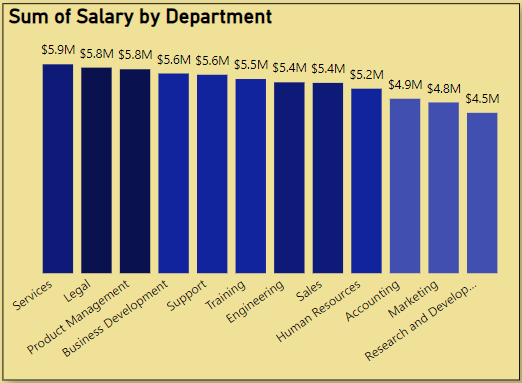 Sum of Salary by Department
$5.9M
$5.8M
$5.8M
$5.6M
$5.6M
$5.5M
$5.4M
$5.4M
$5.2M
$4.9M
$4.8M
$4.5M
Services
Legal
Product Management
Business Development
Support
Training
Engineering
Sales
Human Resources
Accounting
Marketing
Research and Develop...